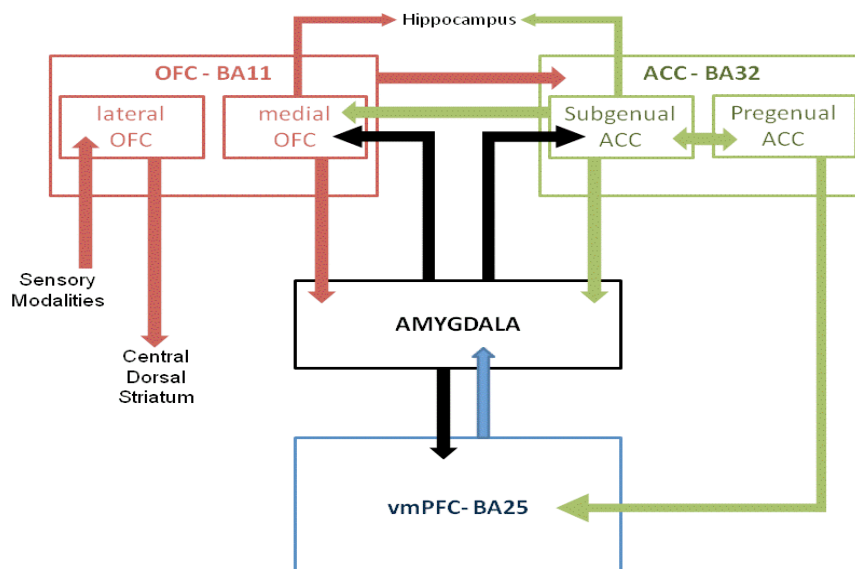 Hippocampus
OFC - BA11
ACC - BA32
lateral
OFC
medial
OFC
Subgenual
ACC
Pregenual
ACC
Sensory
Modalities
AMYGDALA
Central
Dorsal
Striatum
vmPFC- BA25